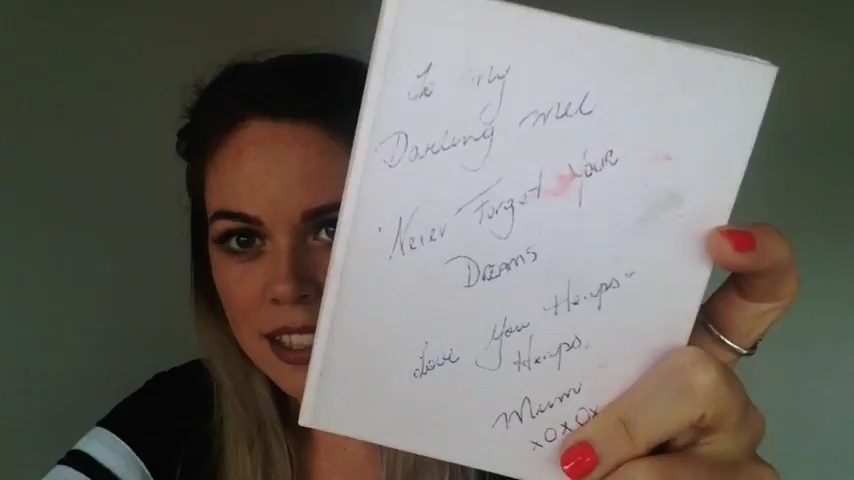 To my
Darling Mel
'Never Forget Your
Dreams
Love You Heaps"
Heaps.
Mum
xOxOx